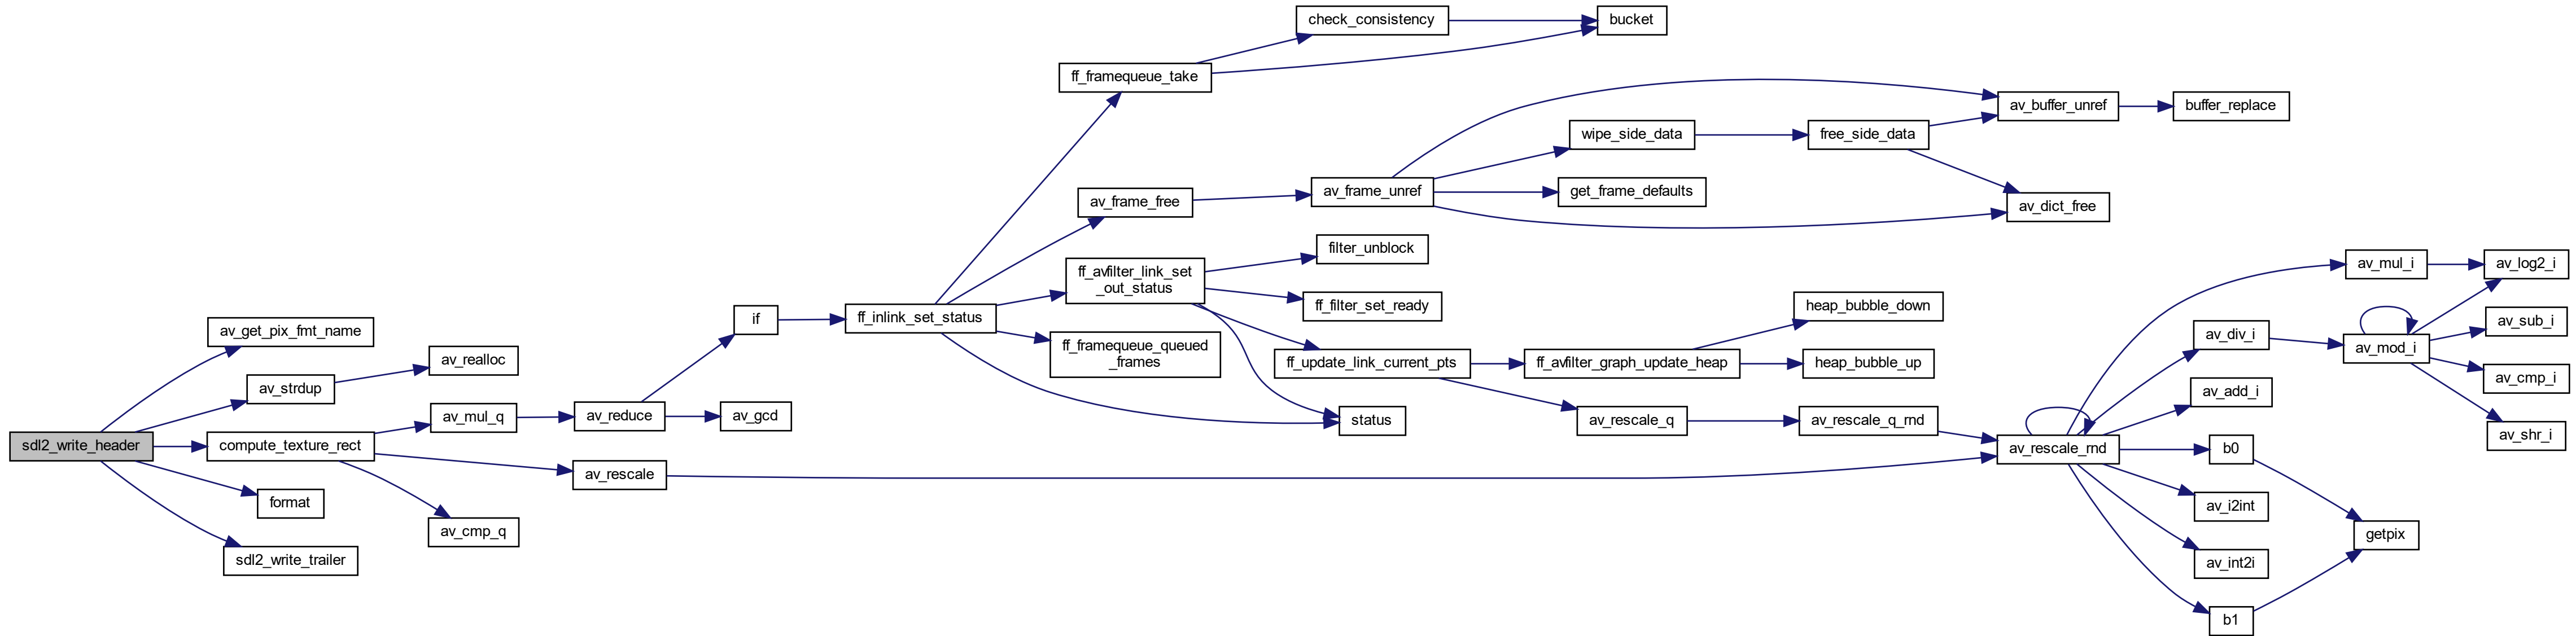 sdl2_write_header
av_get_pix_fmt_name
av_strdup
av_realloc
compute_texture_rect
av_mul_q
av_reduce
if
ff_inlink_set_status
ff_framequeue_take
check_consistency
bucket
av_frame_free
av_frame_unref
av_buffer_unref
buffer_replace
wipe_side_data
free_side_data
av_dict_free
get_frame_defaults
ff_avfilter_link_set
_out_status
filter_unblock
ff_filter_set_ready
ff_update_link_current_pts
ff_avfilter_graph_update_heap
heap_bubble_down
heap_bubble_up
av_rescale_q
av_rescale_q_rnd
av_rescale_rnd
av_mul_i
av_log2_i
av_div_i
av_mod_i
av_sub_i
av_cmp_i
av_shr_i
av_add_i
b0
getpix
av_i2int
av_int2i
b1
status
ff_framequeue_queued
_frames
av_gcd
av_rescale
av_cmp_q
format
sdl2_write_trailer